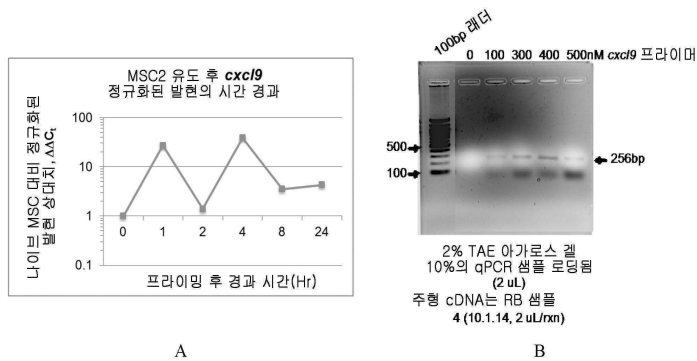 MSC2 유도 후 cxcl9
정규화된 발현의 시간 경과
나이브 MSC 대비 정규화된
발현 상대치, ΔΔCt
100
10
1
0.1
0 1 2 4 8 24
프라이밍 후 경과 시간(Hr)
A
100bp 래더
0 100 300 400 500nM cxcl9 프라이머
500
100
256bp
2% TAE 아가로스 겔
10%의 qPCR 샘플 로딩됨
(2 uL)
주형 cDNA는 RB 샘플
4 (10.1.14, 2 uL/rxn)
B